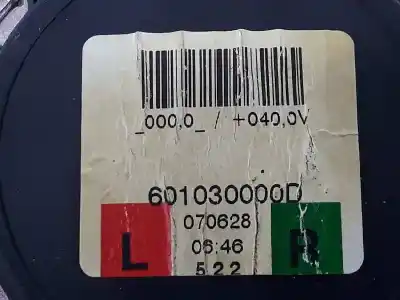 _000,0_ / +040,0V
601030000D
070628
L 06:46 R
5 2 2